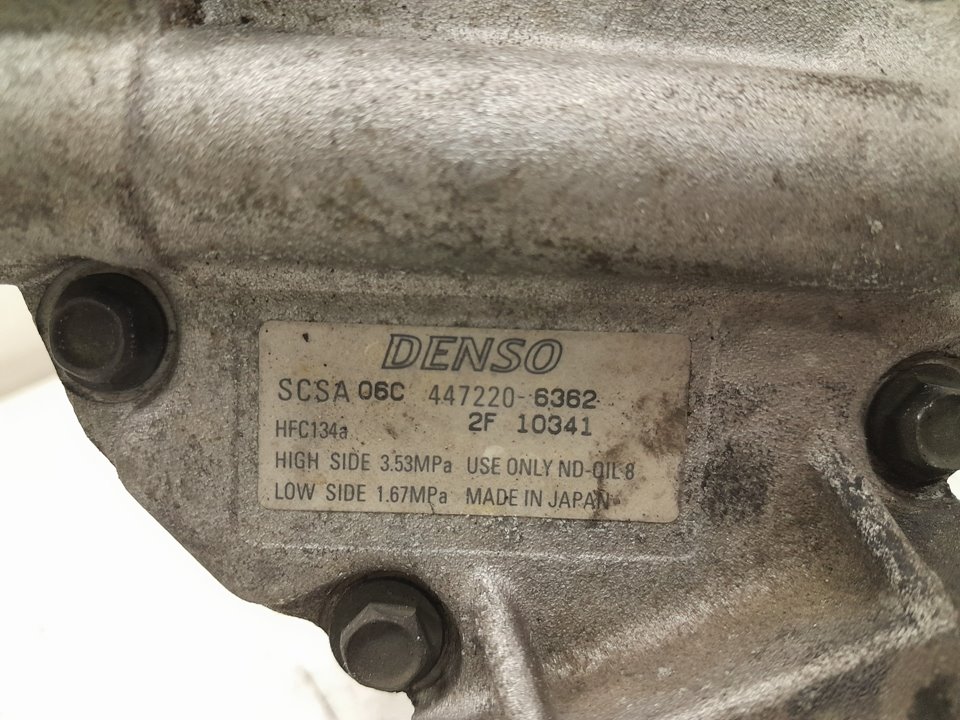 DENSO
SCSA 06C 447220-6362
HFC134a 2F 10341
HIGH SIDE 3.53MPa USE ONLY ND-OIL 8
LOW SIDE 1.67MPa MADE IN JAPAN